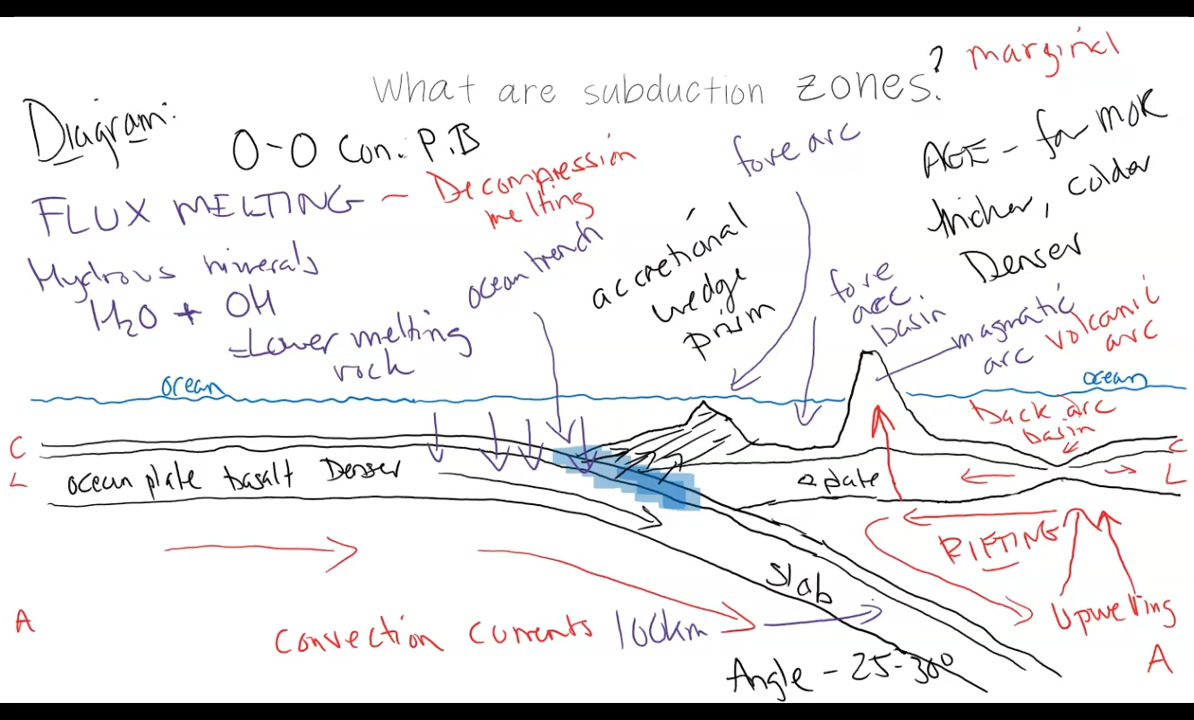 What are subduction zones?
marginal
Diagram:
O-O Con. P.B
FLUX MELTING - Decompression
melting
Hydrous minerals
H2O + OH
=Lower melting
rock
ocean trench
accretional
wedge
prism
fore arc
fore
arc
basin
AGE - far MOR
thicker, colder
Denser
magmatic
arc
volcanic
arc
ocean
ocean
back arc
basin
C
L
ocean plate basalt Denser
o plate
C
L
Slab
RIFTING
Upwelling
Convection currents
100km
Angle - 25-30°
A
A